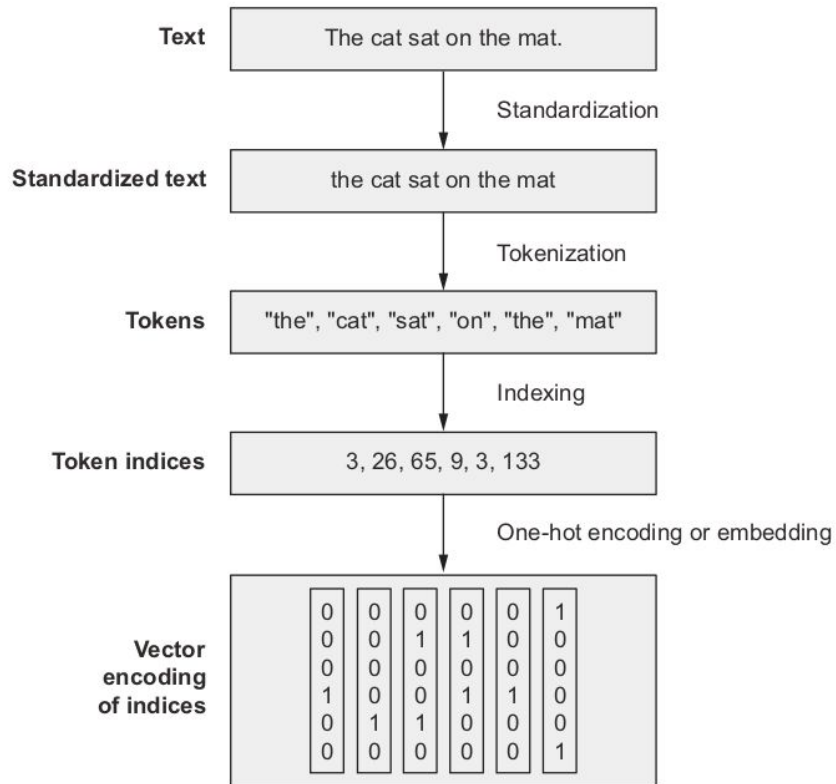 Text
The cat sat on the mat.
Standardization
Standardized text
the cat sat on the mat
Tokenization
Tokens
"the", "cat", "sat", "on", "the", "mat"
Indexing
Token indices
3, 26, 65, 9, 3, 133
One-hot encoding or embedding
Vector
encoding
of indices
0 0 0 0 0 1
0 0 1 1 0 0
0 0 0 0 0 0
1 0 0 1 1 0
0 1 1 0 0 0
0 0 0 0 0 1